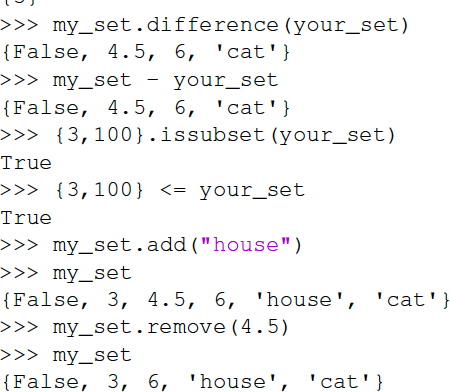 >>> my_set.difference(your_set)
{False, 4.5, 6, 'cat'}
>>> my_set - your_set
{False, 4.5, 6, 'cat'}
>>> {3,100}.issubset(your_set)
True
>>> {3,100} <= your_set
True
>>> my_set.add("house")
>>> my_set
{False, 3, 4.5, 6, 'house', 'cat'}
>>> my_set.remove(4.5)
>>> my_set
{False, 3, 6, 'house', 'cat'}